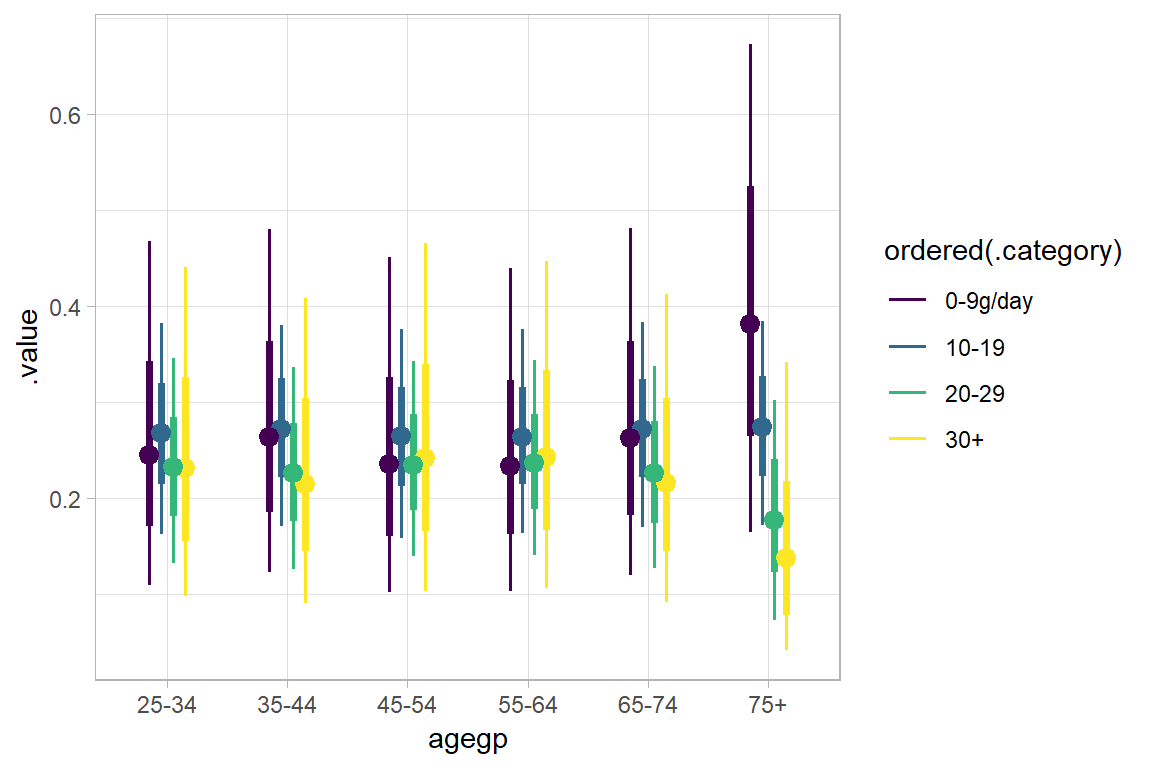 0.6
0.4
0.2
.value
25-34 35-44 45-54 55-64 65-74 75+
agegp
ordered(.category)
0-9g/day
10-19
20-29
30+